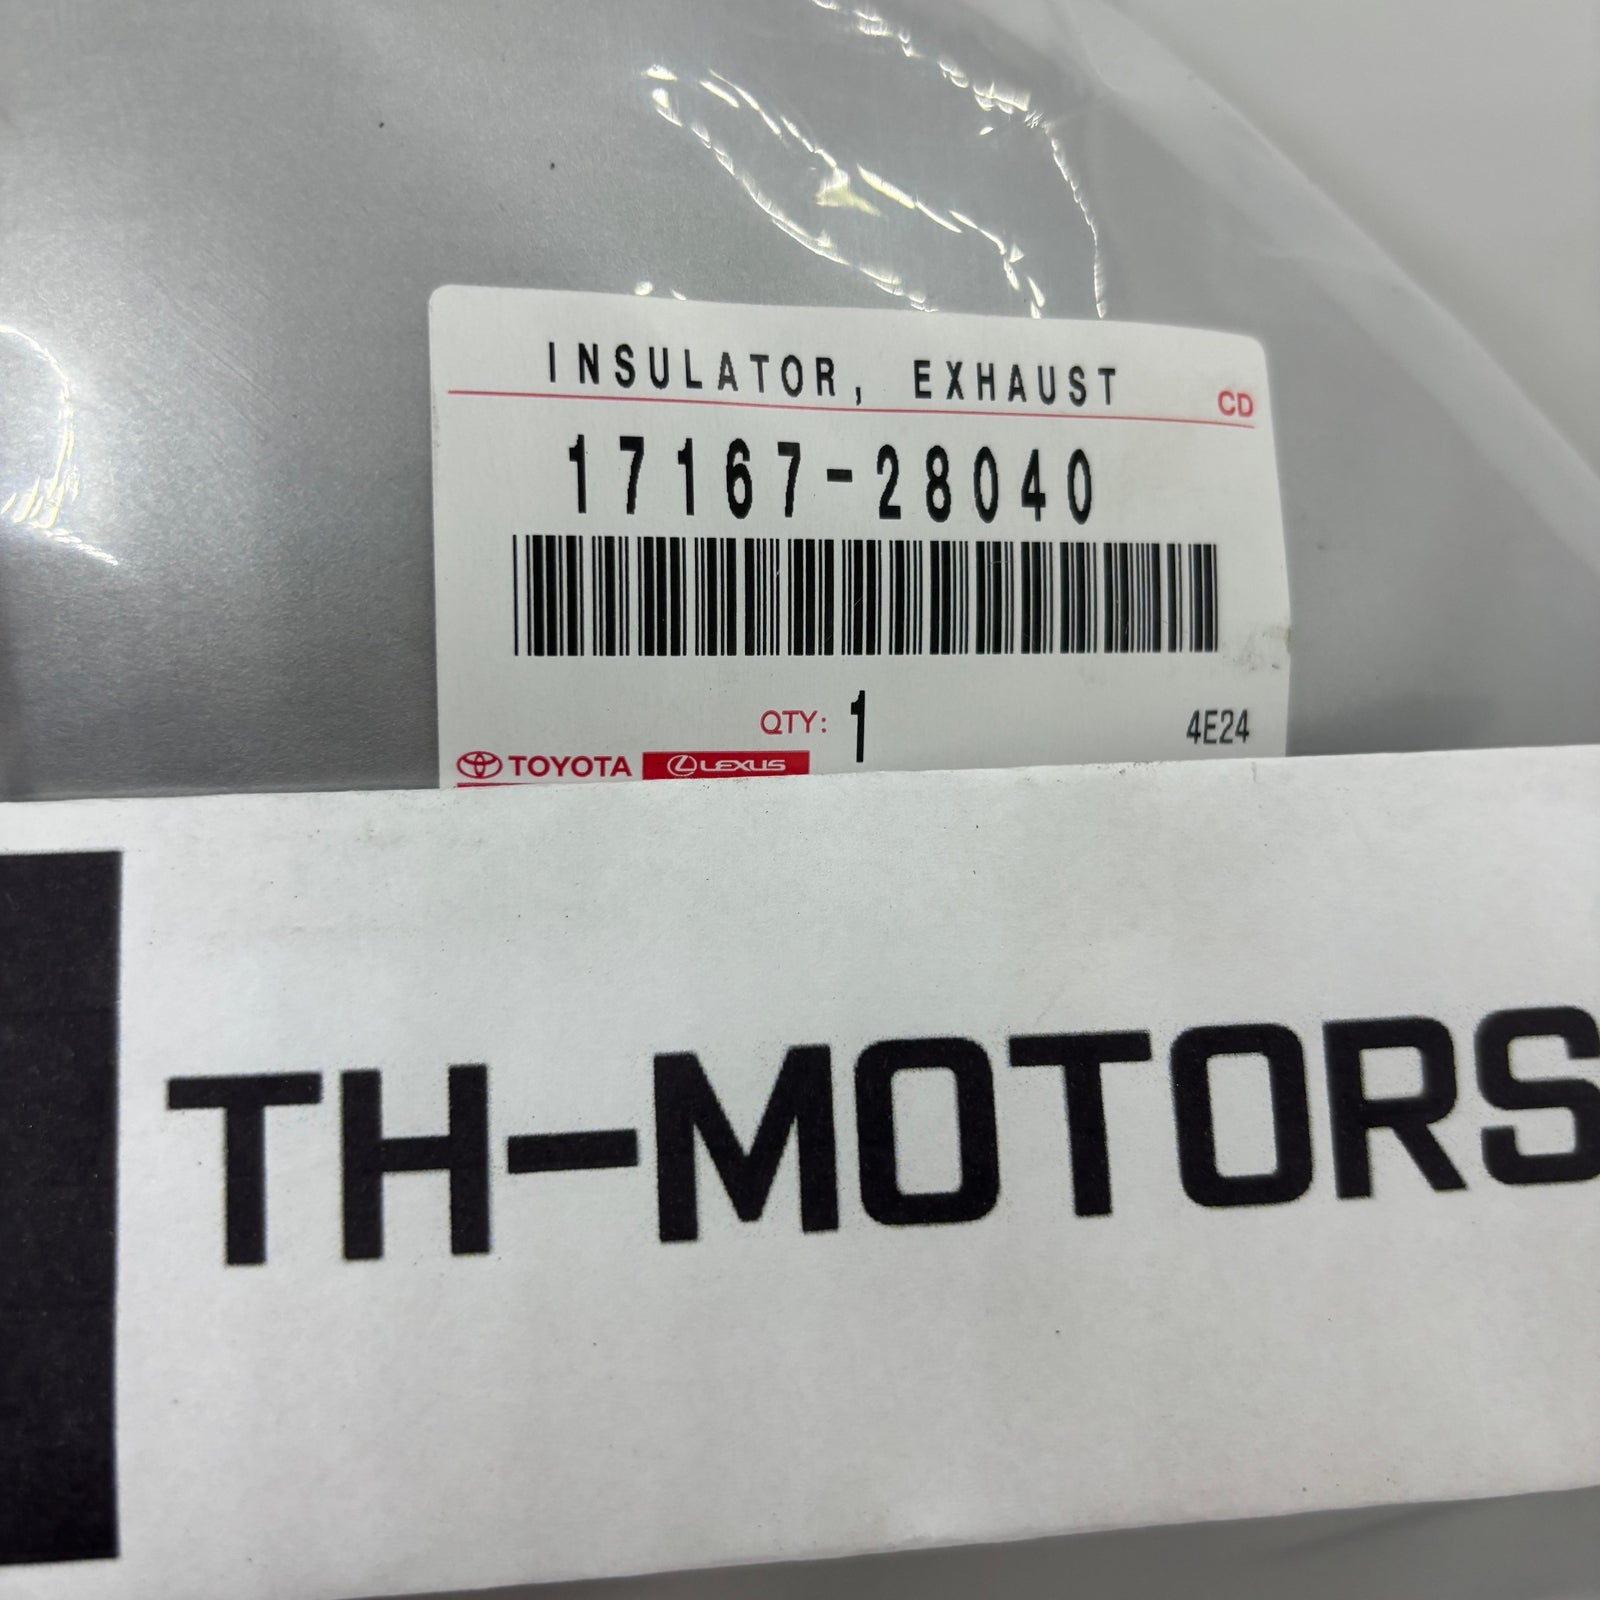 INSULATOR, EXHAUST
CD
17167-28040
QTY: 1
4E24
TOYOTA LEXUS
TH-MOTORS